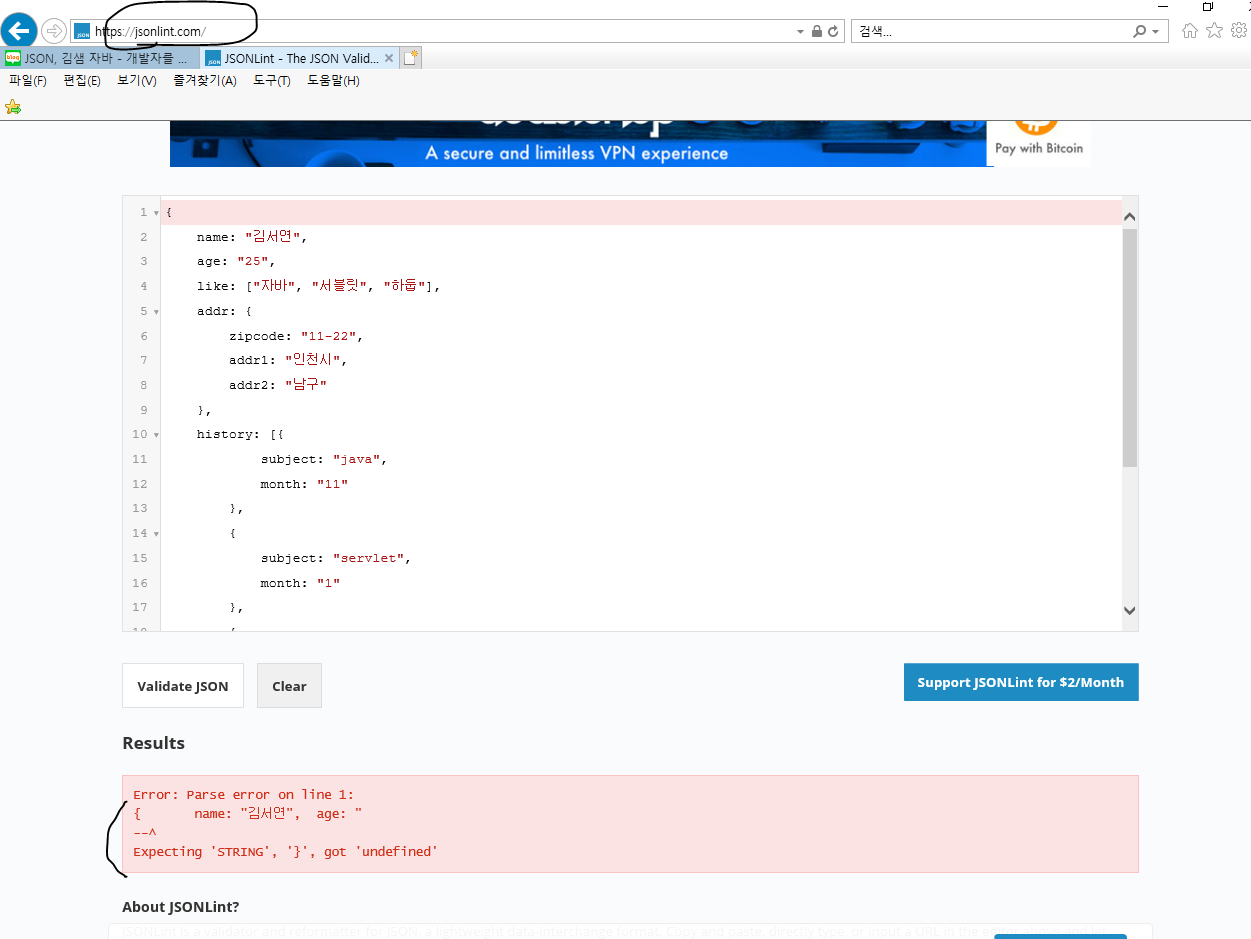 https://jsonlint.com/
검색...
JSON, 김샘 자바 - 개발자를 ...
JSONLint - The JSON Valid...
파일(F) 편집(E) 보기(V) 즐겨찾기(A) 도구(T) 도움말(H)
A secure and limitless VPN experience
Pay with Bitcoin
1 {
2 name: "김서연",
3 age: "25",
4 like: ["자바", "서블릿", "하둡"],
5 addr: {
6 zipcode: "11-22",
7 addr1: "인천시",
8 addr2: "남구"
9 },
10 history: [{
11 subject: "java",
12 month: "11"
13 },
14 {
15 subject: "servlet",
16 month: "1"
17 },
Validate JSON
Clear
Support JSONLint for $2/Month
Results
Error: Parse error on line 1:
{ name: "김서연", age: "
--^
Expecting 'STRING', '}', got 'undefined'
About JSONLint?
JSONLint is a validator and reformatter for JSON, a lightweight data-interchange format. Copy and paste, directly type, or input a URL in the editor above and let